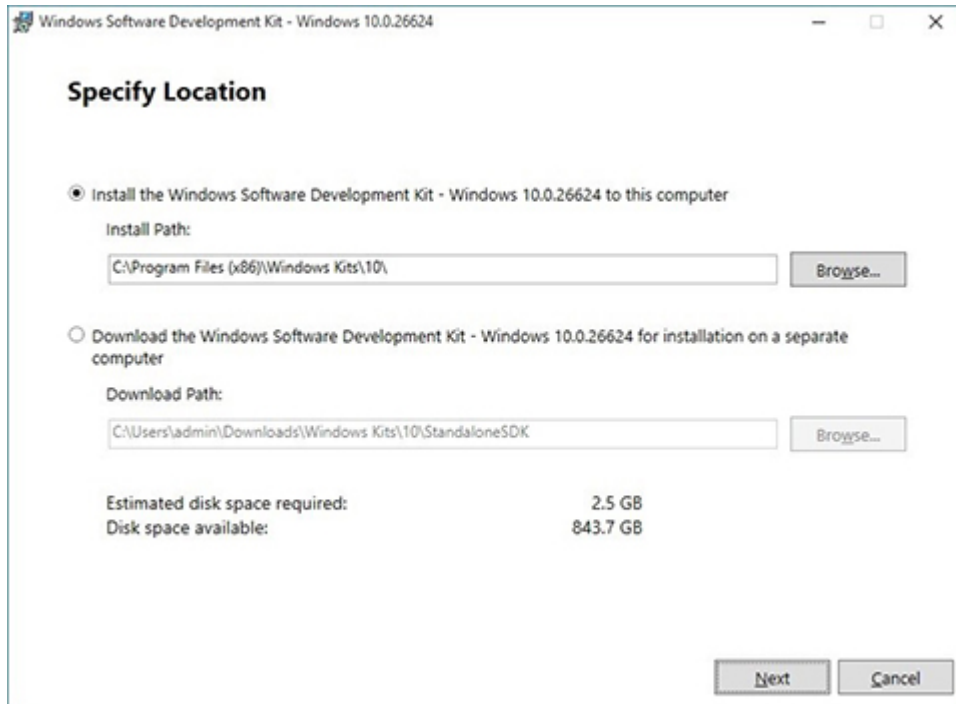 Windows Software Development Kit - Windows 10.0.26624
Specify Location
Install the Windows Software Development Kit - Windows 10.0.26624 to this computer
Install Path:
C:\Program Files (x86)\Windows Kits\10\
Browse...
Download the Windows Software Development Kit - Windows 10.0.26624 for installation on a separate
computer
Download Path:
C:\Users\admin\Downloads\Windows Kits\10\StandaloneSDK
Browse...
Estimated disk space required: 2.5 GB
Disk space available: 843.7 GB
Next Cancel